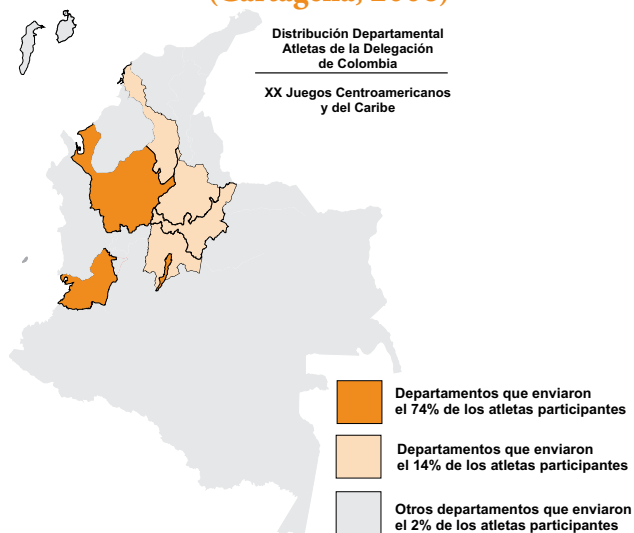 (Cartagena, 2006)
Distribución Departamental
Atletas de la Delegación
de Colombia
XX Juegos Centroamericanos
y del Caribe
Departamentos que enviaron
el 74% de los atletas participantes
Departamentos que enviaron
el 14% de los atletas participantes
Otros departamentos que enviaron
el 2% de los atletas participantes